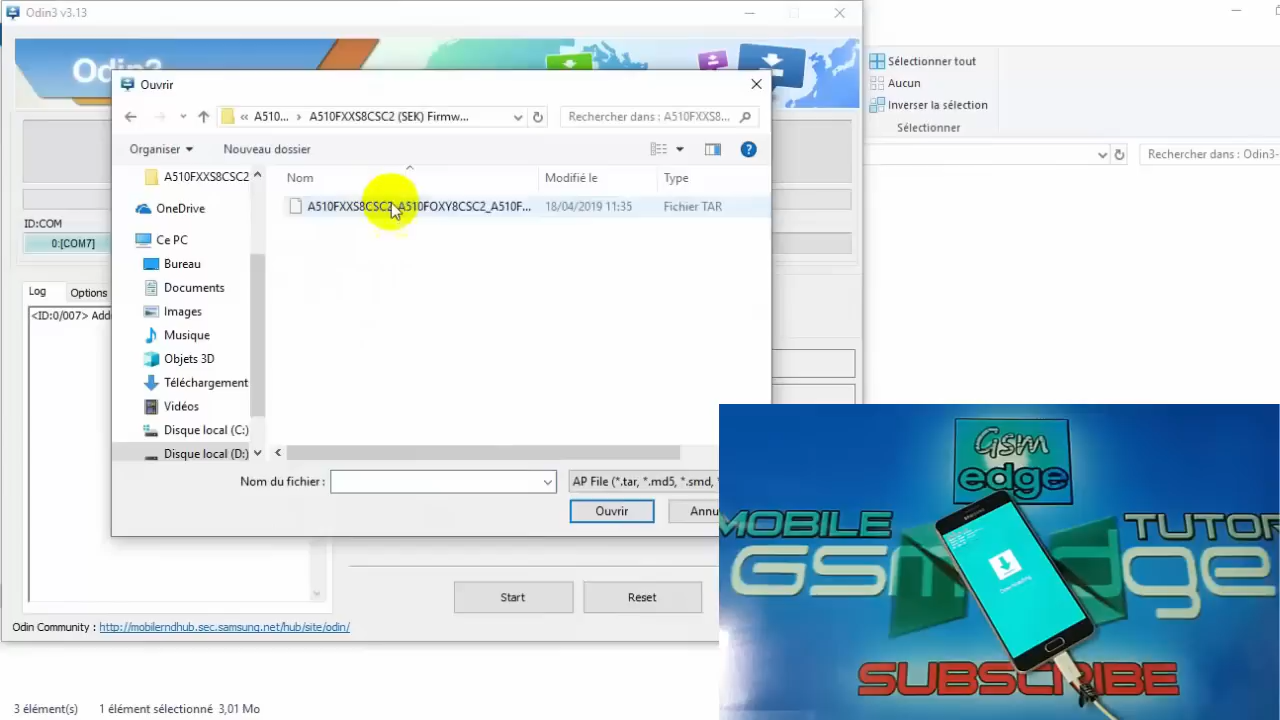 Odin3 v3.13
Odin3
Ouvrir
« A510... › A510FXXS8CSC2 (SEK) Firmw...
Rechercher dans : A510FXXS8...
Organiser
Nouveau dossier
?
Nom
Modifié le
Type
A510FXXS8CSC2
A510FXXS8CSC2_A510FOXY8CSC2_A510F...
18/04/2019 11:35
Fichier TAR
OneDrive
Ce PC
Bureau
Documents
Images
Musique
Objets 3D
Téléchargement
Vidéos
Disque local (C:)
Disque local (D:)
Nom du fichier :
AP File (*.tar, *.md5, *.smd, *
Ouvrir
Annu
ID:COM
0:[COM7]
Log
Options
<ID:0/007> Add
Start
Reset
Odin Community : http://mobilerndhub.sec.samsung.net/hub/site/odin/
3 élément(s)
1 élément sélectionné 3,01 Mo
Sélectionner tout
Aucun
Inverser la sélection
Sélectionner
Rechercher dans : Odin3-
Gsm
edge
MOBILE
TUTOR
GSM edge
Downloading
SUBSCRIBE